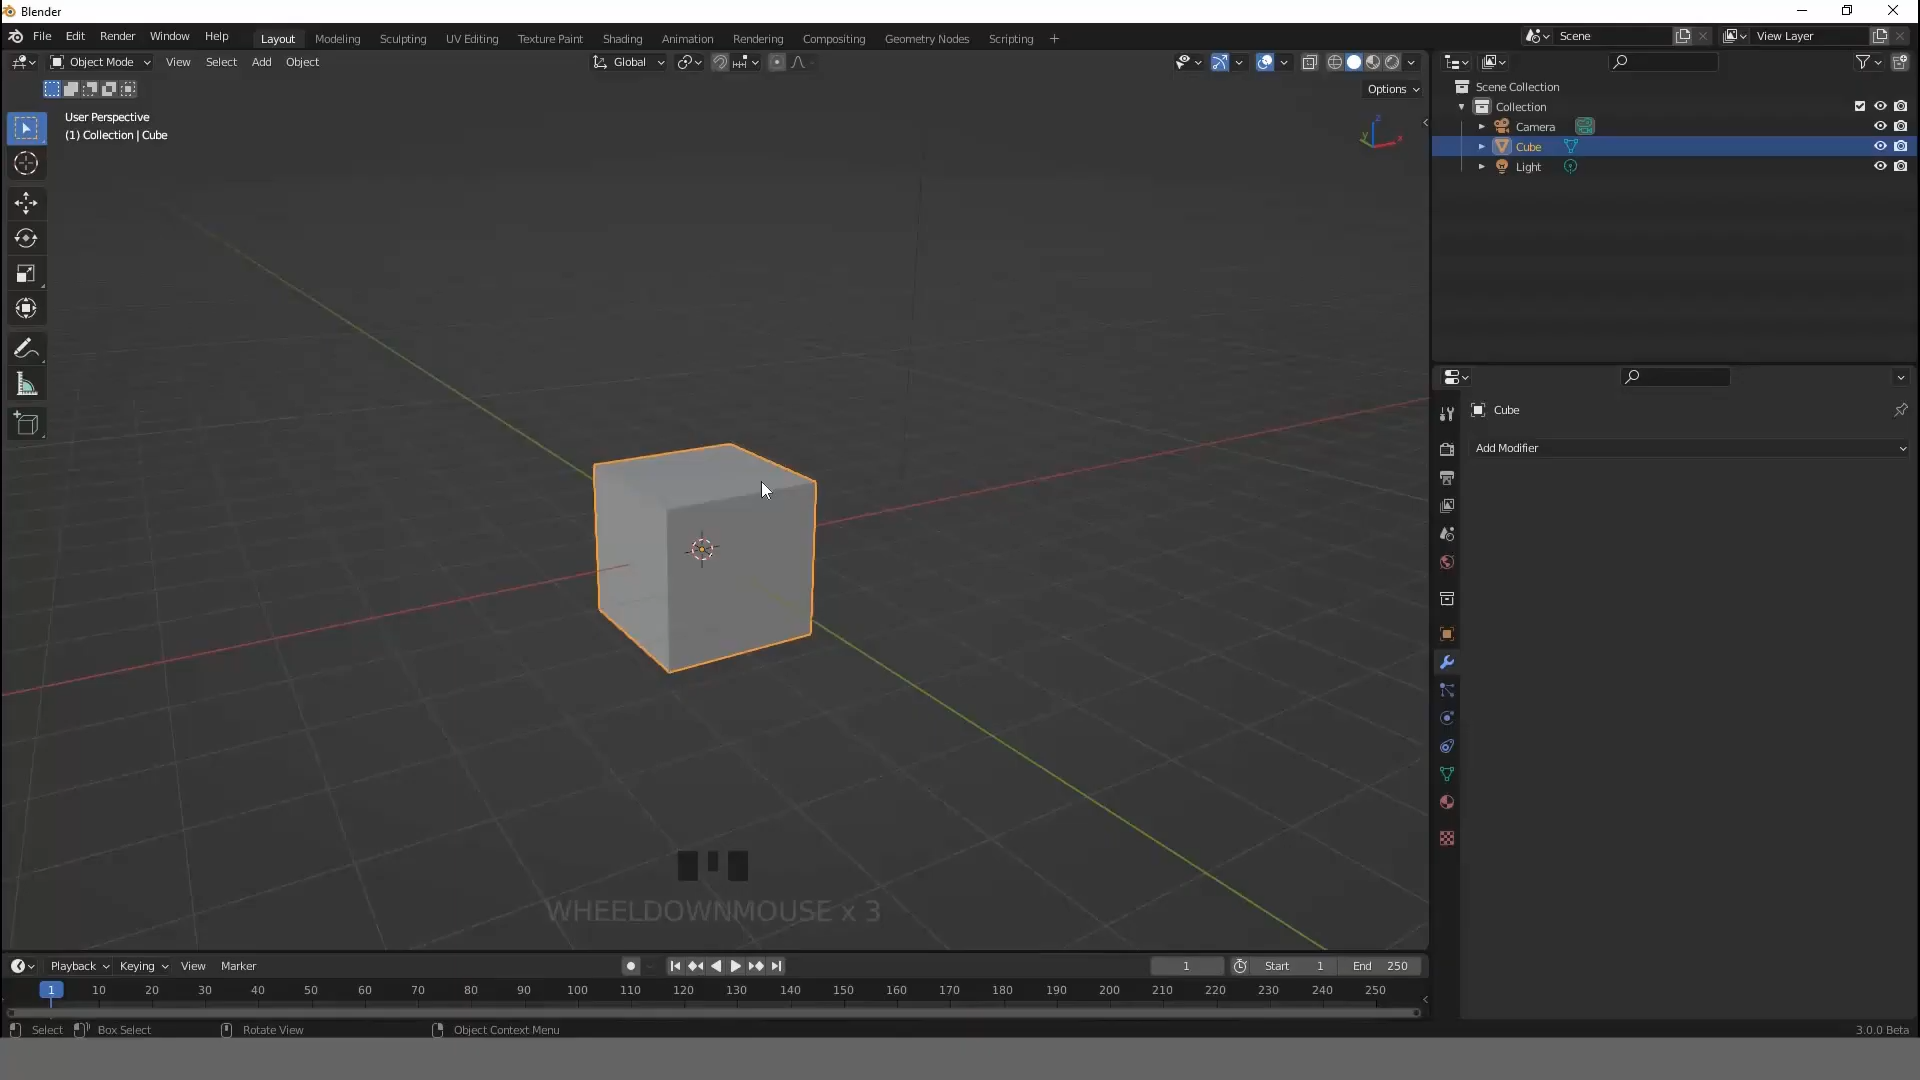 Blender
File Edit Render Window Help Layout Modeling Sculpting UV Editing Texture Paint Shading Animation Rendering Compositing Geometry Nodes Scripting + Scene View Layer
Object Mode View Select Add Object Global
Options
User Perspective
(1) Collection | Cube
Z
Y
X
Scene Collection
Collection
Camera
Cube
Light
Cube
Add Modifier
WHEELDOWNMOUSE x 3
Playback Keying View Marker 1 Start 1 End 250
1 10 20 30 40 50 60 70 80 90 100 110 120 130 140 150 160 170 180 190 200 210 220 230 240 250
Select Box Select Rotate View Object Context Menu 3.0.0 Beta